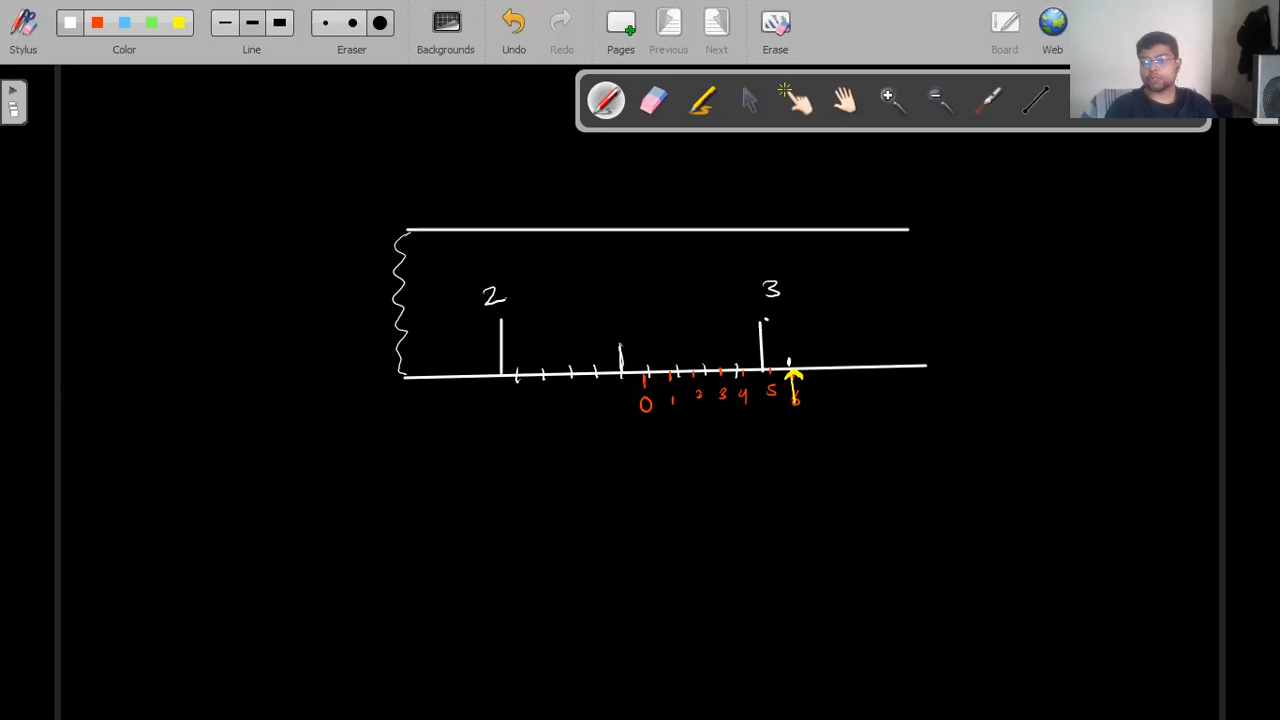 Stylus Color Line Eraser Backgrounds Undo Redo Pages Previous Next Erase Board Web
2 3
0 1 2 3 4 5 6